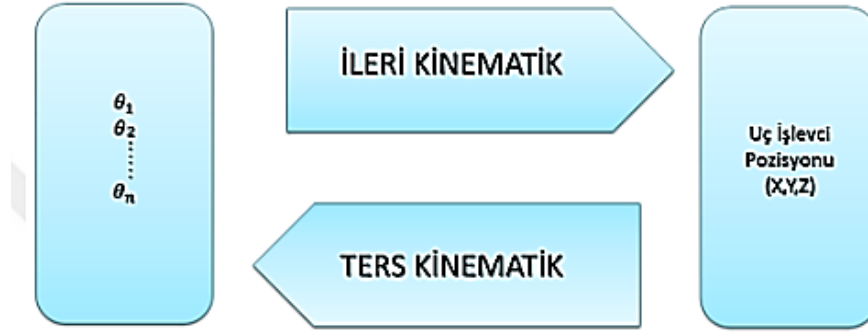 θ₁
θ₂
.......
θₙ
İLERİ KİNEMATİK
TERS KİNEMATİK
Uç İşlevci
Pozisyonu
(X,Y,Z)